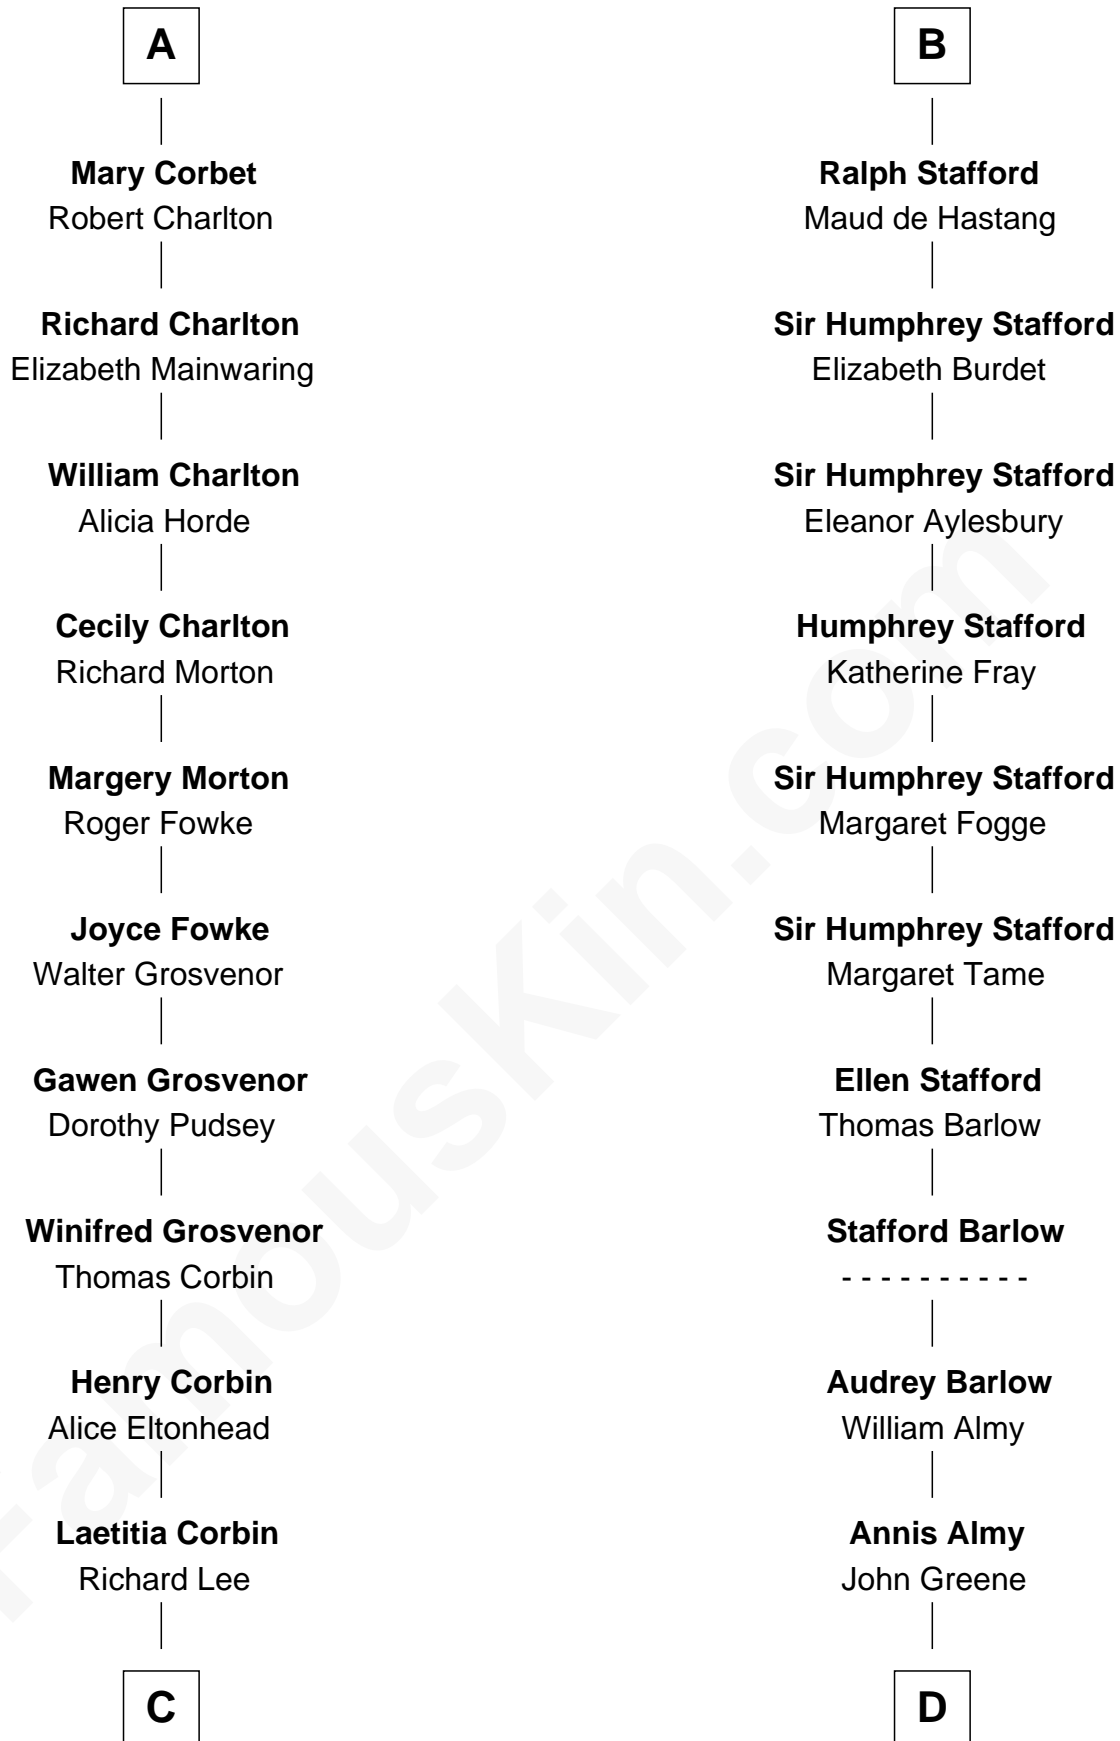 A
Mary Corbet
Robert Charlton
Richard Charlton
Elizabeth Mainwaring
William Charlton
Alicia Horde
Cecily Charlton
Richard Morton
Margery Morton
Roger Fowke
Joyce Fowke
Walter Grosvenor
Gawen Grosvenor
Dorothy Pudsey
Winifred Grosvenor
Thomas Corbin
Henry Corbin
Alice Eltonhead
Laetitia Corbin
Richard Lee
C
B
Ralph Stafford
Maud de Hastang
Sir Humphrey Stafford
Elizabeth Burdet
Sir Humphrey Stafford
Eleanor Aylesbury
Humphrey Stafford
Katherine Fray
Sir Humphrey Stafford
Margaret Fogge
Sir Humphrey Stafford
Margaret Tame
Ellen Stafford
Thomas Barlow
Stafford Barlow
- - - - - - - - - -
Audrey Barlow
William Almy
Annis Almy
John Greene
D
FamousKin.com